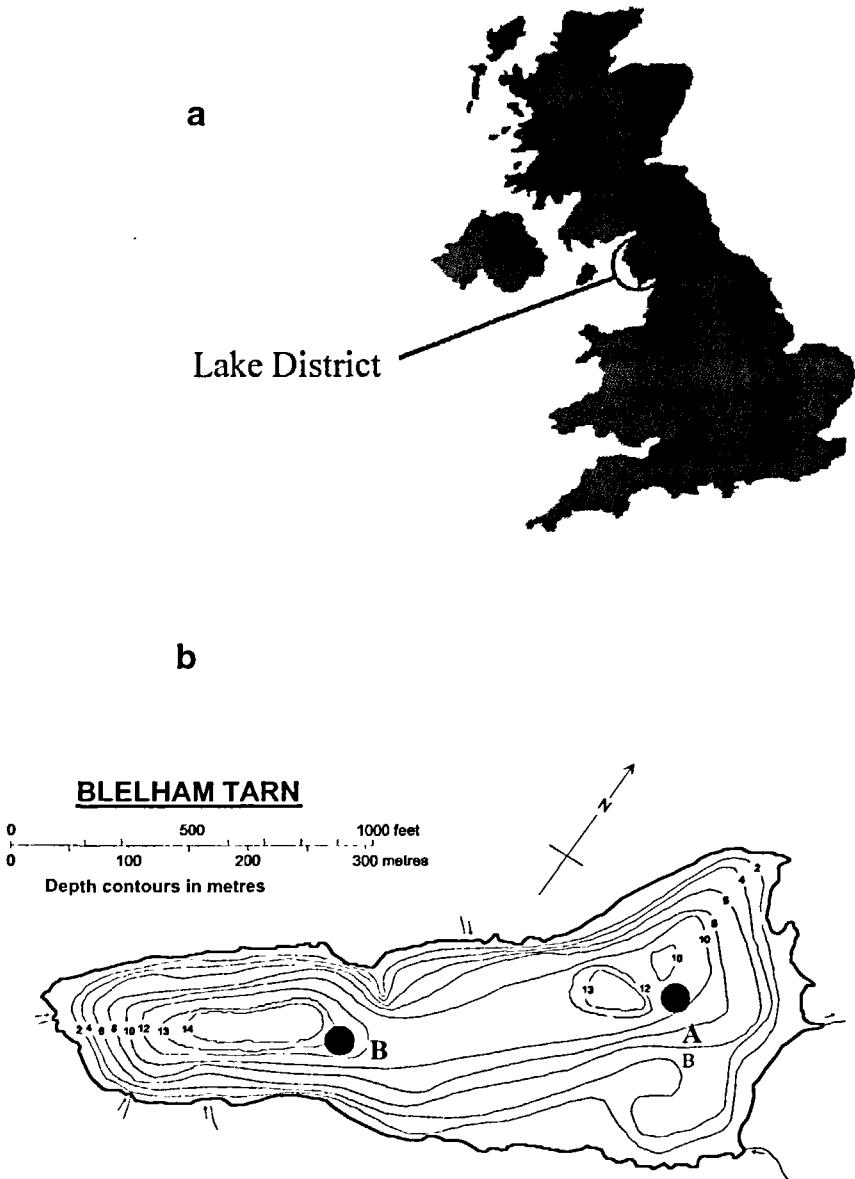 a
Lake District
b
BLELHAM TARN
0 500 1000 feet
0 100 200 300 metres
Depth contours in metres
N
2
4
6
8
10
10
13 12
2 4 6 8 10 12 13 14
B
A
B